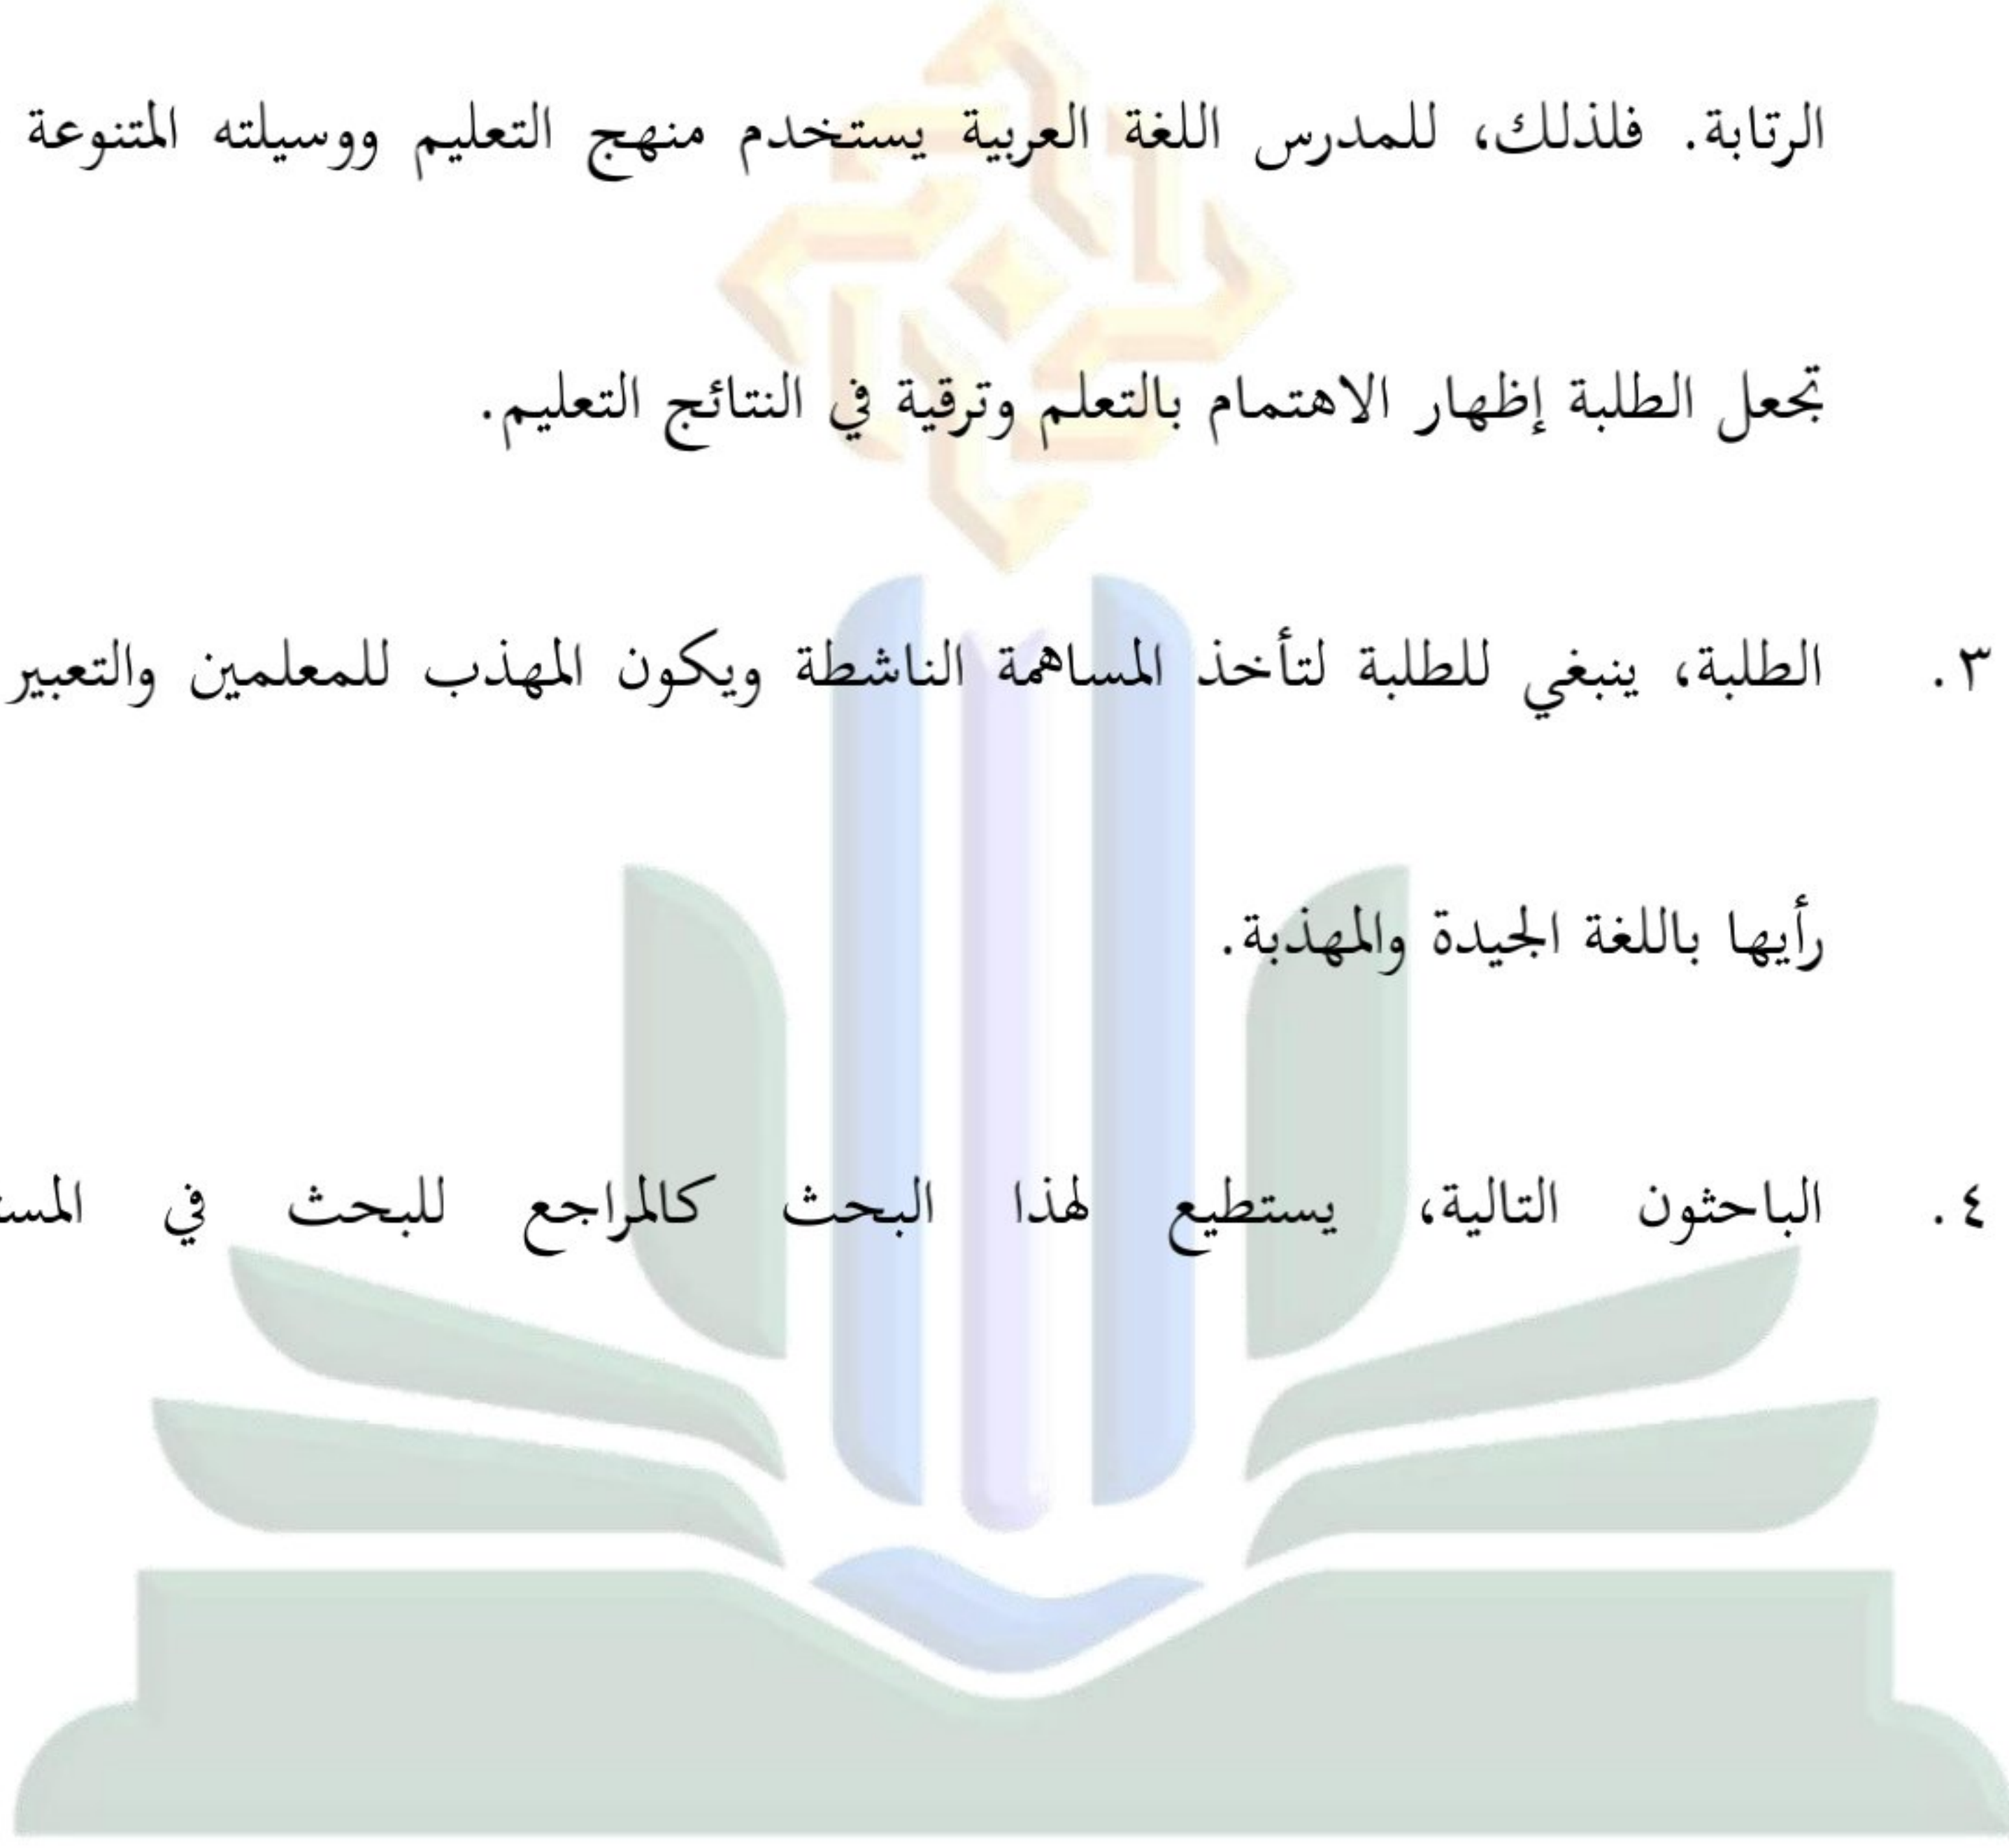 الرتابة. فلذلك، للمدرس اللغة العربية يستخدم منهج التعليم ووسيلته المتنوعة
تجعل الطلبة إظهار الاهتمام بالتعلم وترقية في النتائج التعليم.
٣. الطلبة، ينبغي للطلبة لتأخذ المساهمة الناشطة ويكون المهذب للمعلمين والتعبير
رأيها باللغة الجيدة والمهذبة.
٤. الباحثون التالية، يستطيع لهذا البحث كالمراجع للبحث في